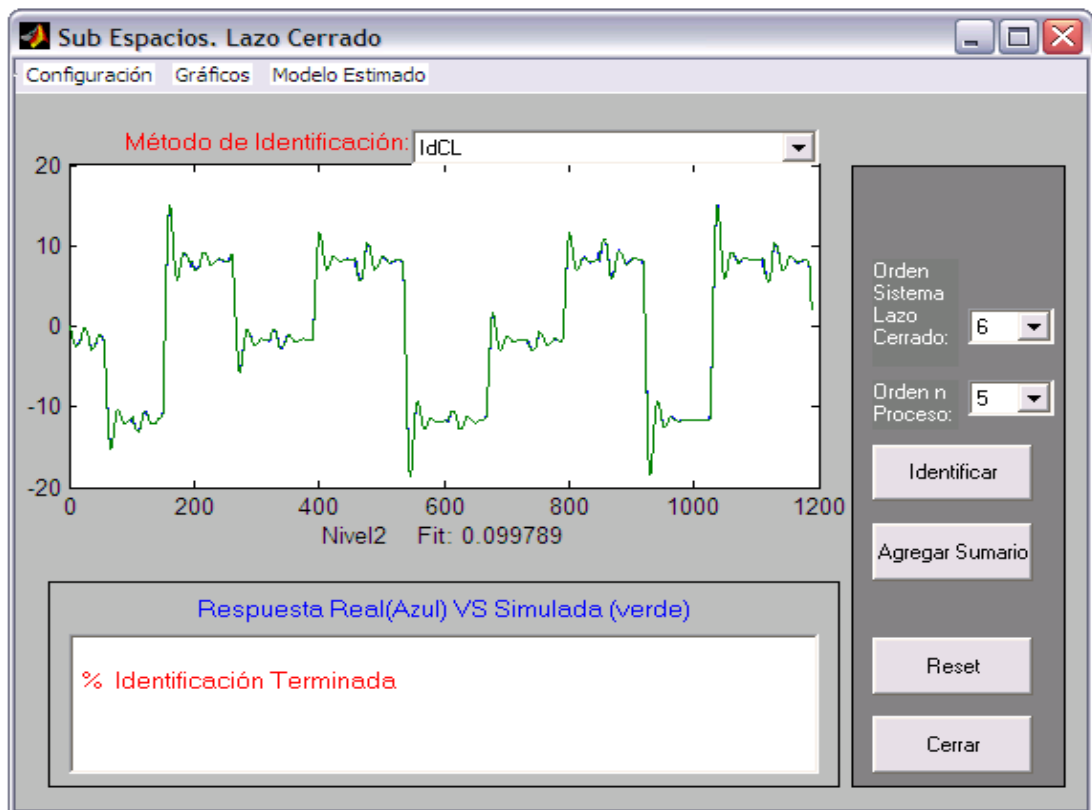 Sub Espacios. Lazo Cerrado
Configuración Gráficos Modelo Estimado
Método de Identificación: IdCL
20
10
0
-10
-20
0 200 400 600 800 1000 1200
Nivel2 Fit: 0.099789
Respuesta Real(Azul) VS Simulada (verde)
% Identificación Terminada
Orden
Sistema
Lazo
Cerrado:
6
Orden n
Proceso:
5
Identificar
Agregar Sumario
Reset
Cerrar